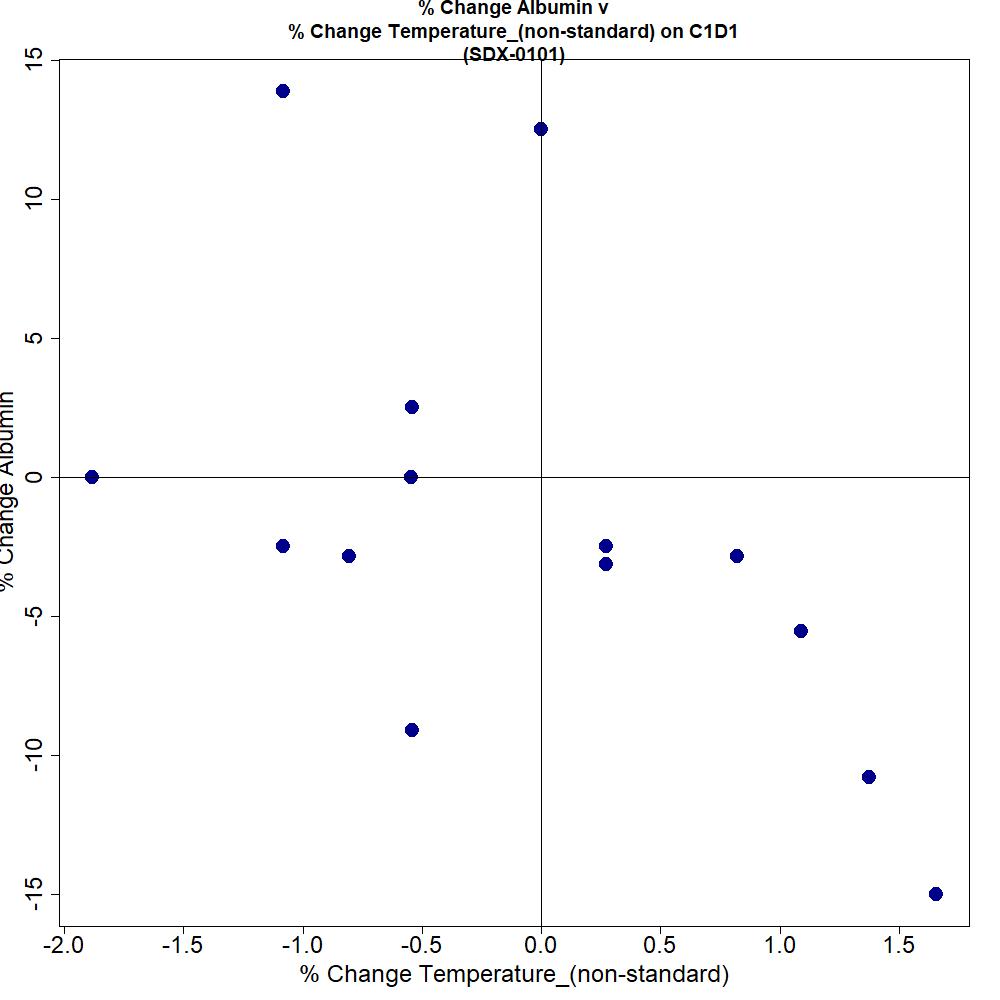 % Change Albumin v
% Change Temperature_(non-standard) on C1D1
(SDX-0101)
15
10
5
0
-5
-10
-15
% Change Albumin
-2.0 -1.5 -1.0 -0.5 0.0 0.5 1.0 1.5
% Change Temperature_(non-standard)